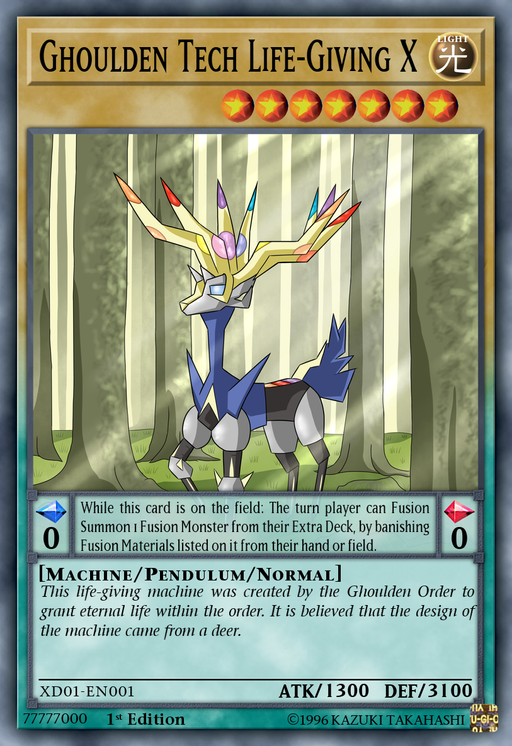 Ghoulden Tech Life-Giving X
LIGHT
光
While this card is on the field: The turn player can Fusion
Summon 1 Fusion Monster from their Extra Deck, by banishing
Fusion Materials listed on it from their hand or field.
0
0
[Machine/Pendulum/Normal]
This life-giving machine was created by the Ghoulden Order to
grant eternal life within the order. It is believed that the design of
the machine came from a deer.
XD01-EN001
ATK/1300 DEF/3100
77777000 1st Edition ©1996 KAZUKI TAKAHASHI